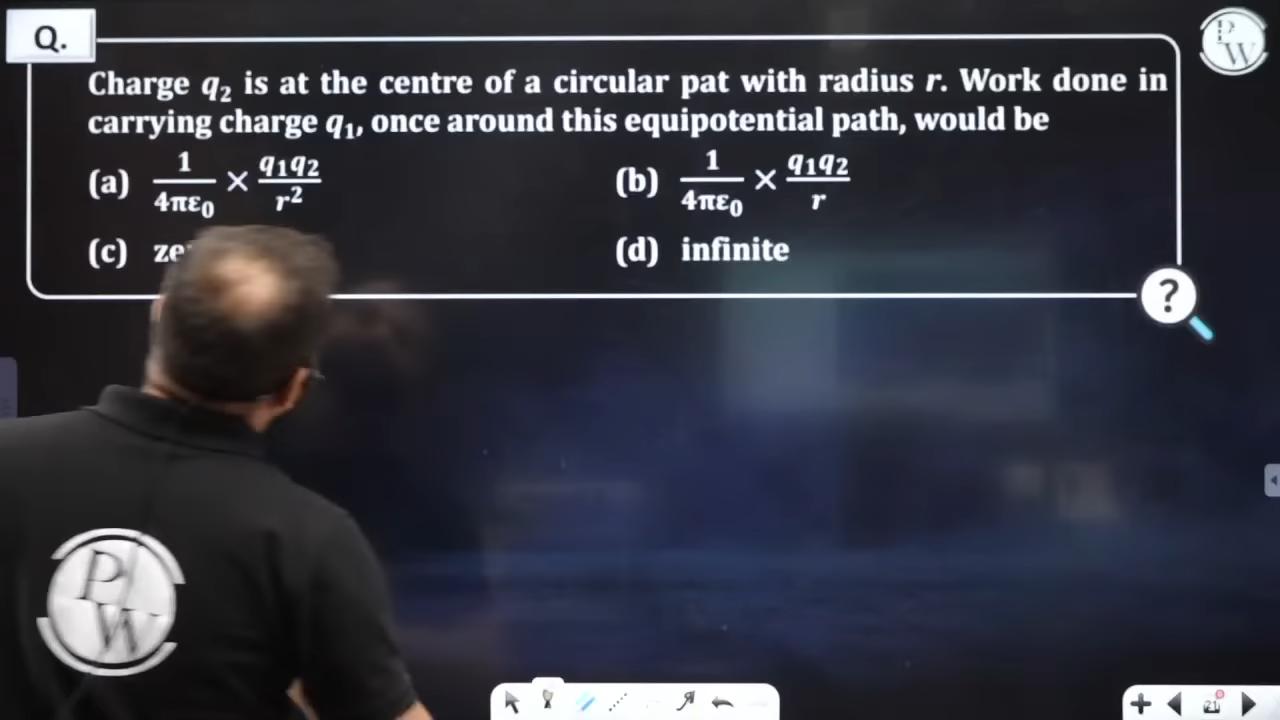 Q.
P
W
Charge q₂ is at the centre of a circular pat with radius r. Work done in
carrying charge q₁, once around this equipotential path, would be
(a) 1/4πε₀ × q₁q₂/r²
(b) 1/4πε₀ × q₁q₂/r
(c)
(d) infinite
?
P
W
21